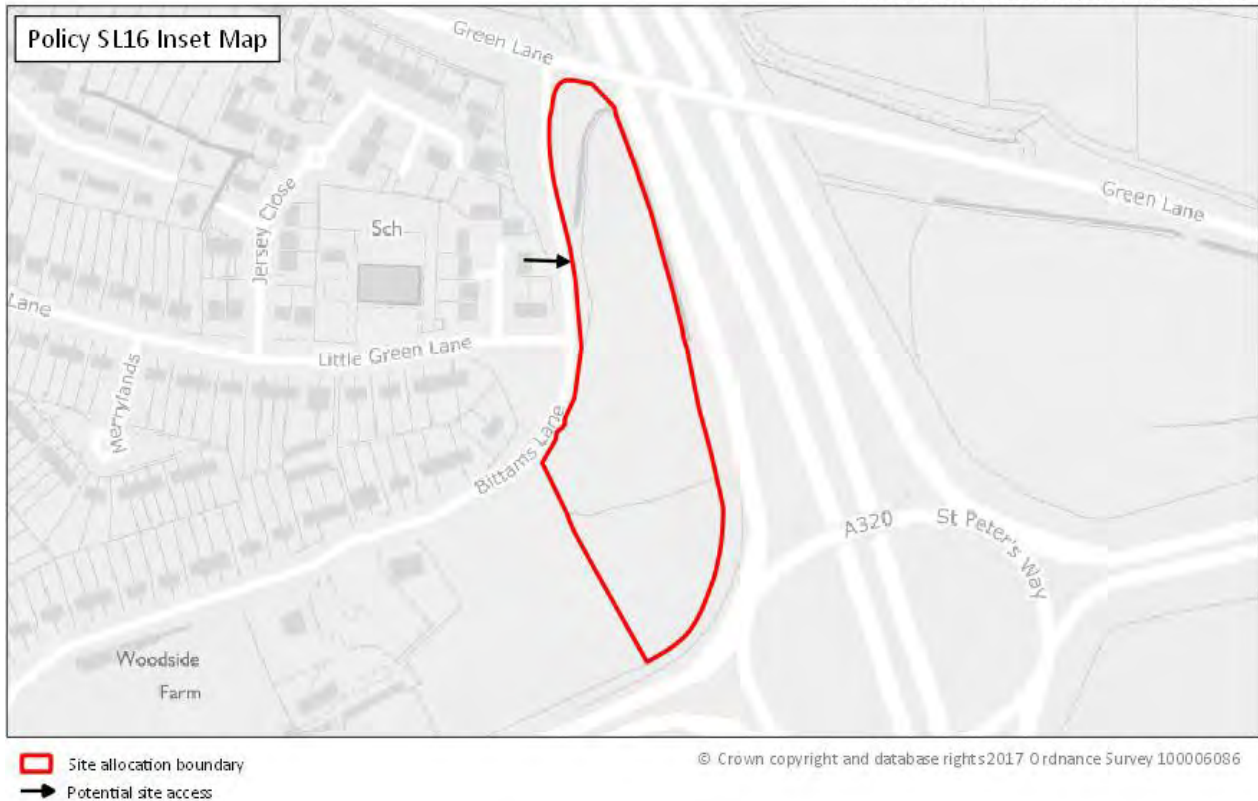 Policy SL16 Inset Map
Green Lane
Jersey Close
Sch
Green Lane
Lane
Little Green Lane
Merrylands
Bittams Lane
A320
St Peter's Way
Woodside
Farm
Site allocation boundary
© Crown copyright and database rights 2017 Ordnance Survey 100006086
Potential site access